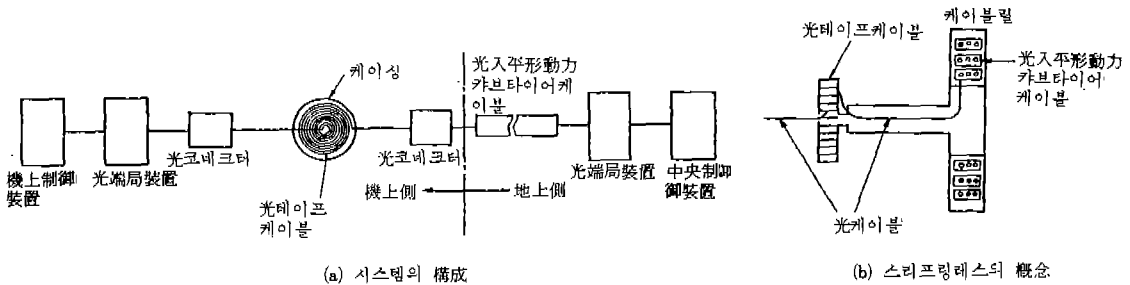 케이싱
光入平形動力
캬브타이어케
이블
光코네크터
光코네크터
機上制御
裝置
光端局裝置
光端局裝置
中央制御
御裝置
機上側
地上側
光테이프
케이블
(a) 시스템의 構成
케이블릴
光테이프케이블
光入平形動力
캬브타이어
케이블
光케이블
(b) 스리프링레스의 槪念